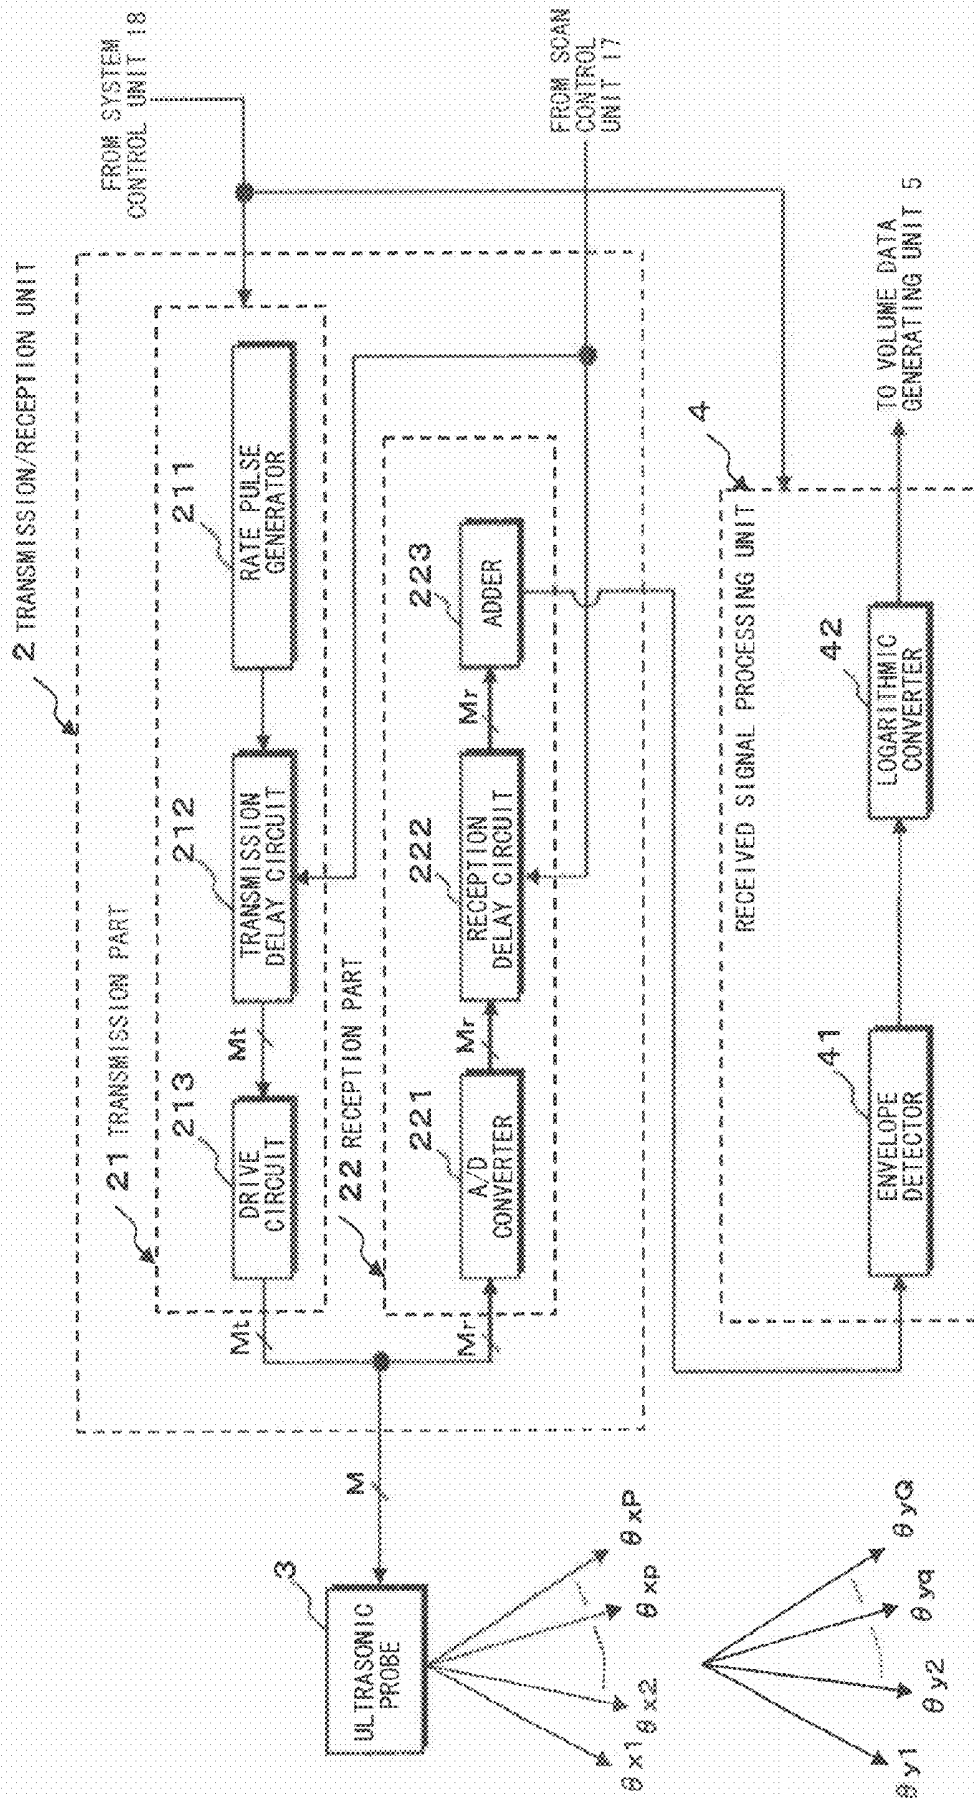 2 TRANSMISSION/RECEPTION UNIT
FROM SYSTEM
CONTROL UNIT 18
21 TRANSMISSION PART
213
DRIVE
CIRCUIT
Mt
212
TRANSMISSION
DELAY CIRCUIT
211
RATE PULSE
GENERATOR
Mt
22 RECEPTION PART
M
3
ULTRASONIC
PROBE
Mr
221
A/D
CONVERTER
Mr
222
RECEPTION
DELAY CIRCUIT
Mr
223
ADDER
FROM SCAN
CONTROL
UNIT 17
θx1
θx2
θxp
θxP
4
RECEIVED SIGNAL PROCESSING UNIT
41
ENVELOPE
DETECTOR
42
LOGARITHMIC
CONVERTER
TO VOLUME DATA
GENERATING UNIT 5
θy1
θy2
θyq
θyQ